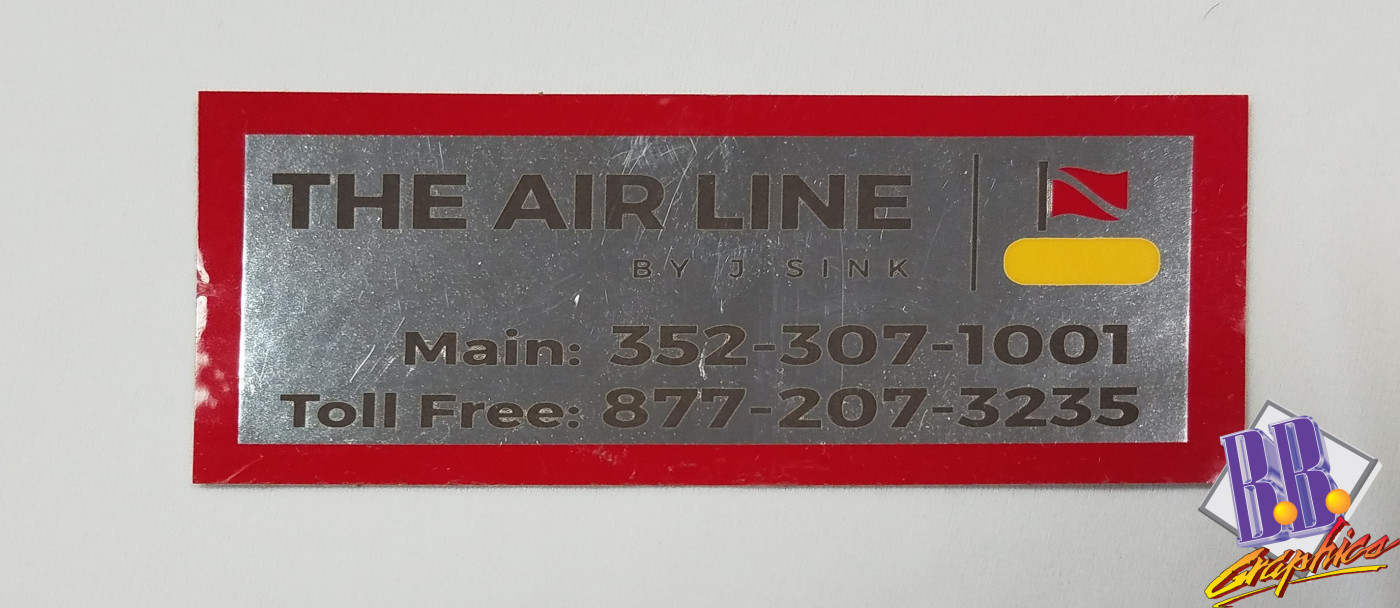 THE AIR LINE
BY J SINK
Main: 352-307-1001
Toll Free: 877-207-3235
B.B.
Graphics